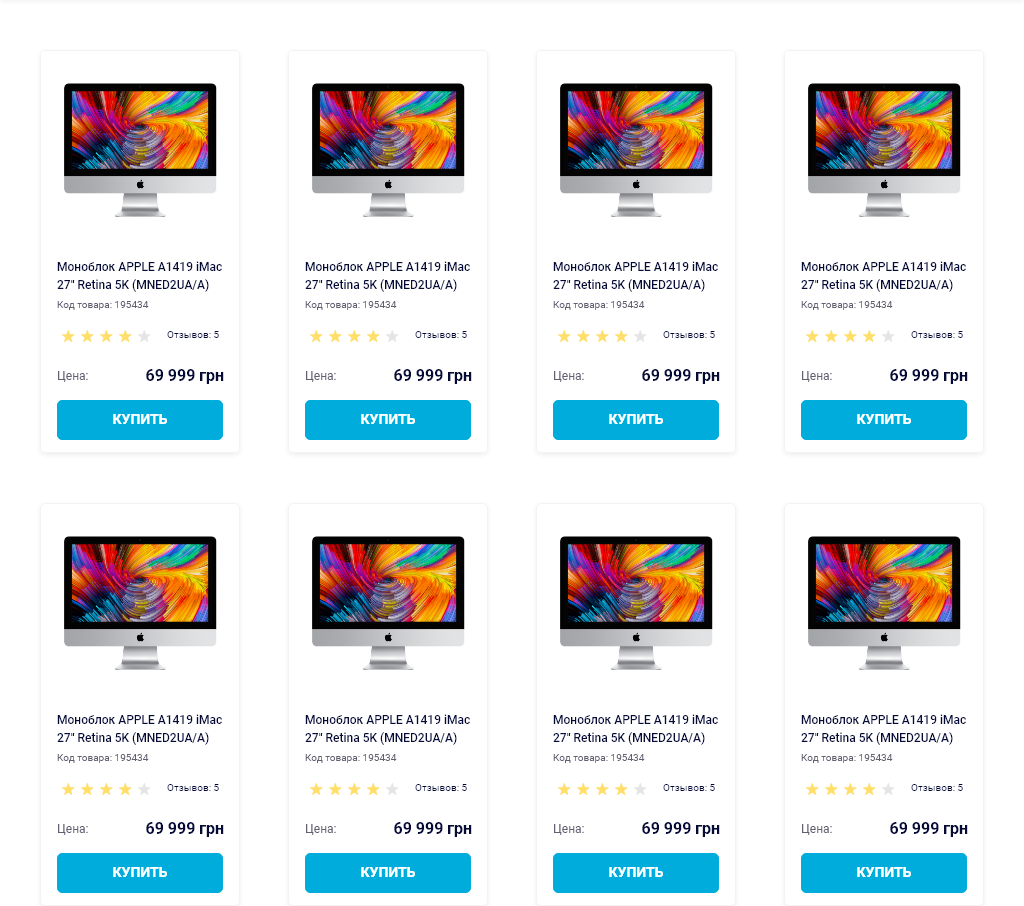 Моноблок APPLE A1419 iMac
27" Retina 5K (MNED2UA/A)
Код товара: 195434
Отзывов: 5
Цена: 69 999 грн
КУПИТЬ
Моноблок APPLE A1419 iMac
27" Retina 5K (MNED2UA/A)
Код товара: 195434
Отзывов: 5
Цена: 69 999 грн
КУПИТЬ
Моноблок APPLE A1419 iMac
27" Retina 5K (MNED2UA/A)
Код товара: 195434
Отзывов: 5
Цена: 69 999 грн
КУПИТЬ
Моноблок APPLE A1419 iMac
27" Retina 5K (MNED2UA/A)
Код товара: 195434
Отзывов: 5
Цена: 69 999 грн
КУПИТЬ
Моноблок APPLE A1419 iMac
27" Retina 5K (MNED2UA/A)
Код товара: 195434
Отзывов: 5
Цена: 69 999 грн
КУПИТЬ
Моноблок APPLE A1419 iMac
27" Retina 5K (MNED2UA/A)
Код товара: 195434
Отзывов: 5
Цена: 69 999 грн
КУПИТЬ
Моноблок APPLE A1419 iMac
27" Retina 5K (MNED2UA/A)
Код товара: 195434
Отзывов: 5
Цена: 69 999 грн
КУПИТЬ
Моноблок APPLE A1419 iMac
27" Retina 5K (MNED2UA/A)
Код товара: 195434
Отзывов: 5
Цена: 69 999 грн
КУПИТЬ